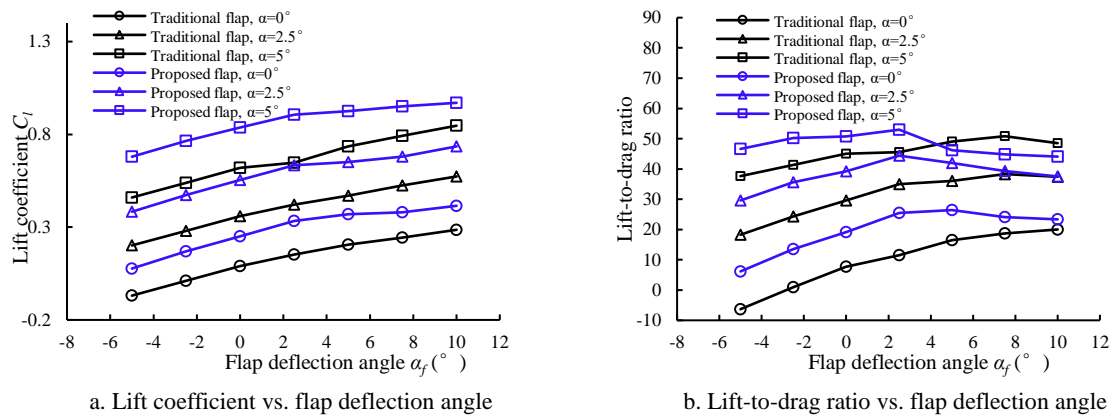 Traditional flap, α=0°
Traditional flap, α=2.5°
Traditional flap, α=5°
Proposed flap, α=0°
Proposed flap, α=2.5°
Proposed flap, α=5°
1.3
0.8
0.3
-0.2
Lift coefficient Cₗ
-8 -6 -4 -2 0 2 4 6 8 10 12
Flap deflection angle α_f (°)
a. Lift coefficient vs. flap deflection angle
Traditional flap, α=0°
Traditional flap, α=2.5°
Traditional flap, α=5°
Proposed flap, α=0°
Proposed flap, α=2.5°
Proposed flap, α=5°
90
80
70
60
50
40
30
20
10
0
-10
Lift-to-drag ratio
-8 -6 -4 -2 0 2 4 6 8 10 12
Flap deflection angle α_f (°)
b. Lift-to-drag ratio vs. flap deflection angle